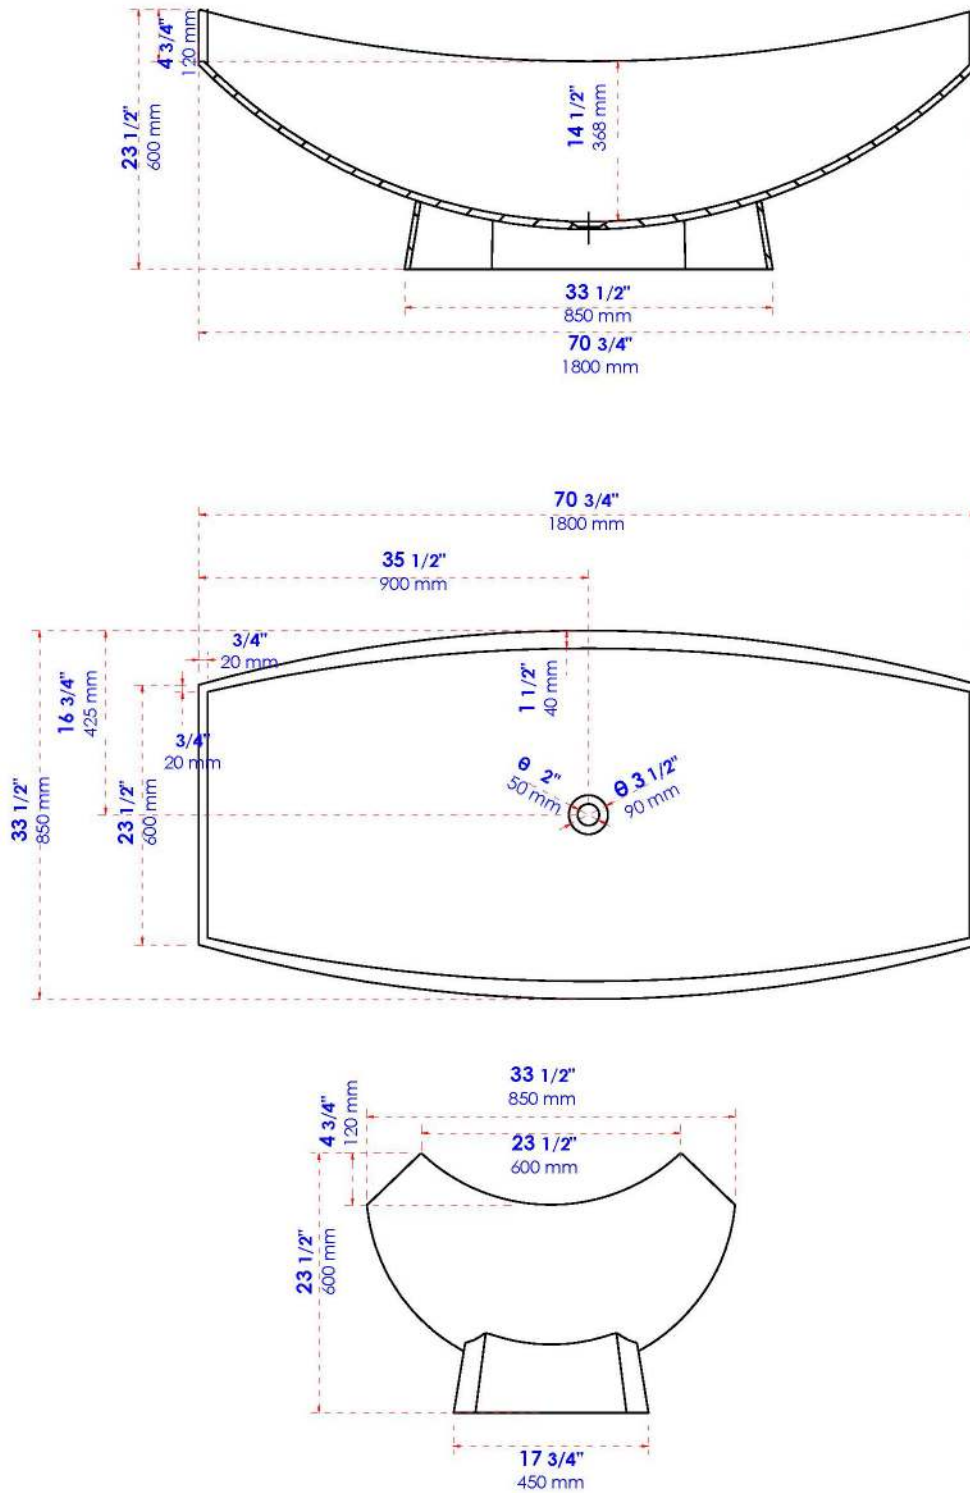 4 3/4"
120 mm
23 1/2"
600 mm
14 1/2"
368 mm
33 1/2"
850 mm
70 3/4"
1800 mm
70 3/4"
1800 mm
35 1/2"
900 mm
3/4"
20 mm
16 3/4"
425 mm
1 1/2"
40 mm
3/4"
20 mm
33 1/2"
850 mm
23 1/2"
600 mm
θ 2"
50 mm
θ 3 1/2"
90 mm
33 1/2"
850 mm
4 3/4"
120 mm
23 1/2"
600 mm
23 1/2"
600 mm
17 3/4"
450 mm